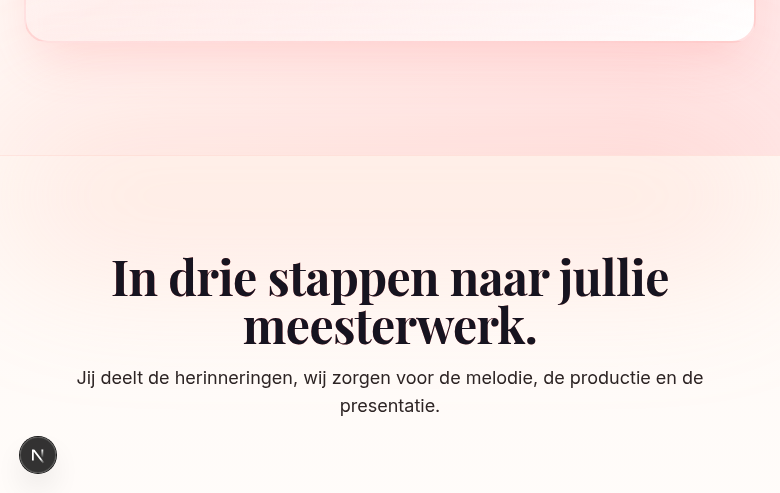 In drie stappen naar jullie
meesterwerk.
Jij deelt de herinneringen, wij zorgen voor de melodie, de productie en de
presentatie.
N